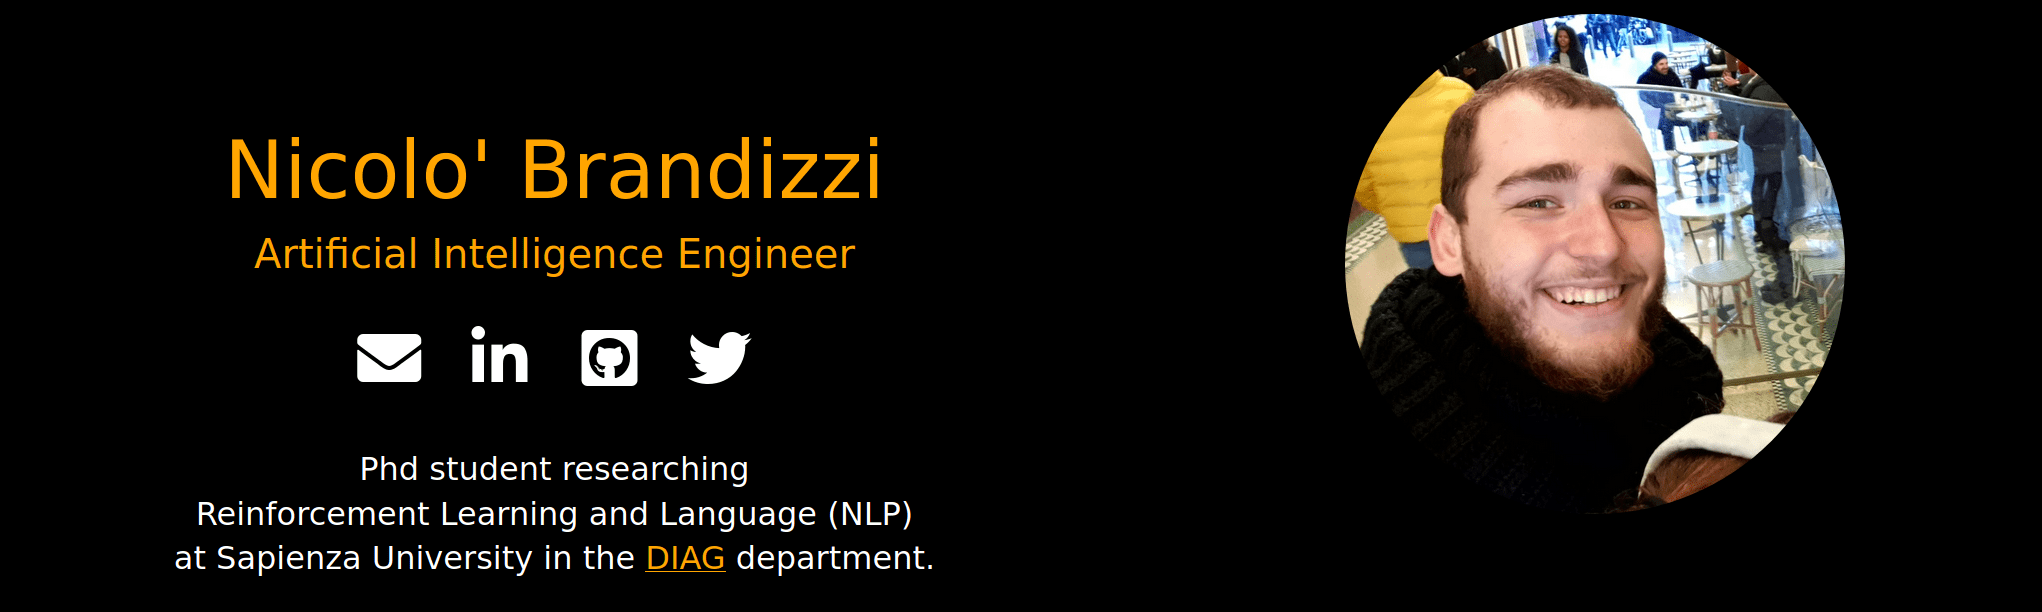 Nicolo' Brandizzi
Artificial Intelligence Engineer
in
Phd student researching
Reinforcement Learning and Language (NLP)
at Sapienza University in the DIAG department.